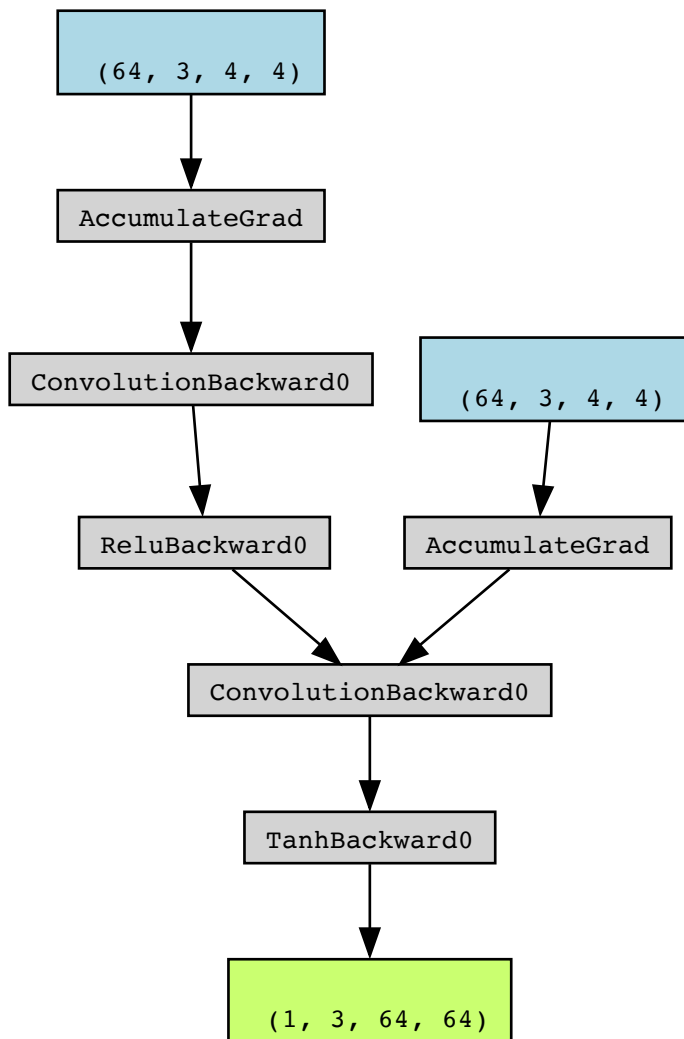 (64, 3, 4, 4)
AccumulateGrad
ConvolutionBackward0
(64, 3, 4, 4)
ReluBackward0
AccumulateGrad
ConvolutionBackward0
TanhBackward0
(1, 3, 64, 64)